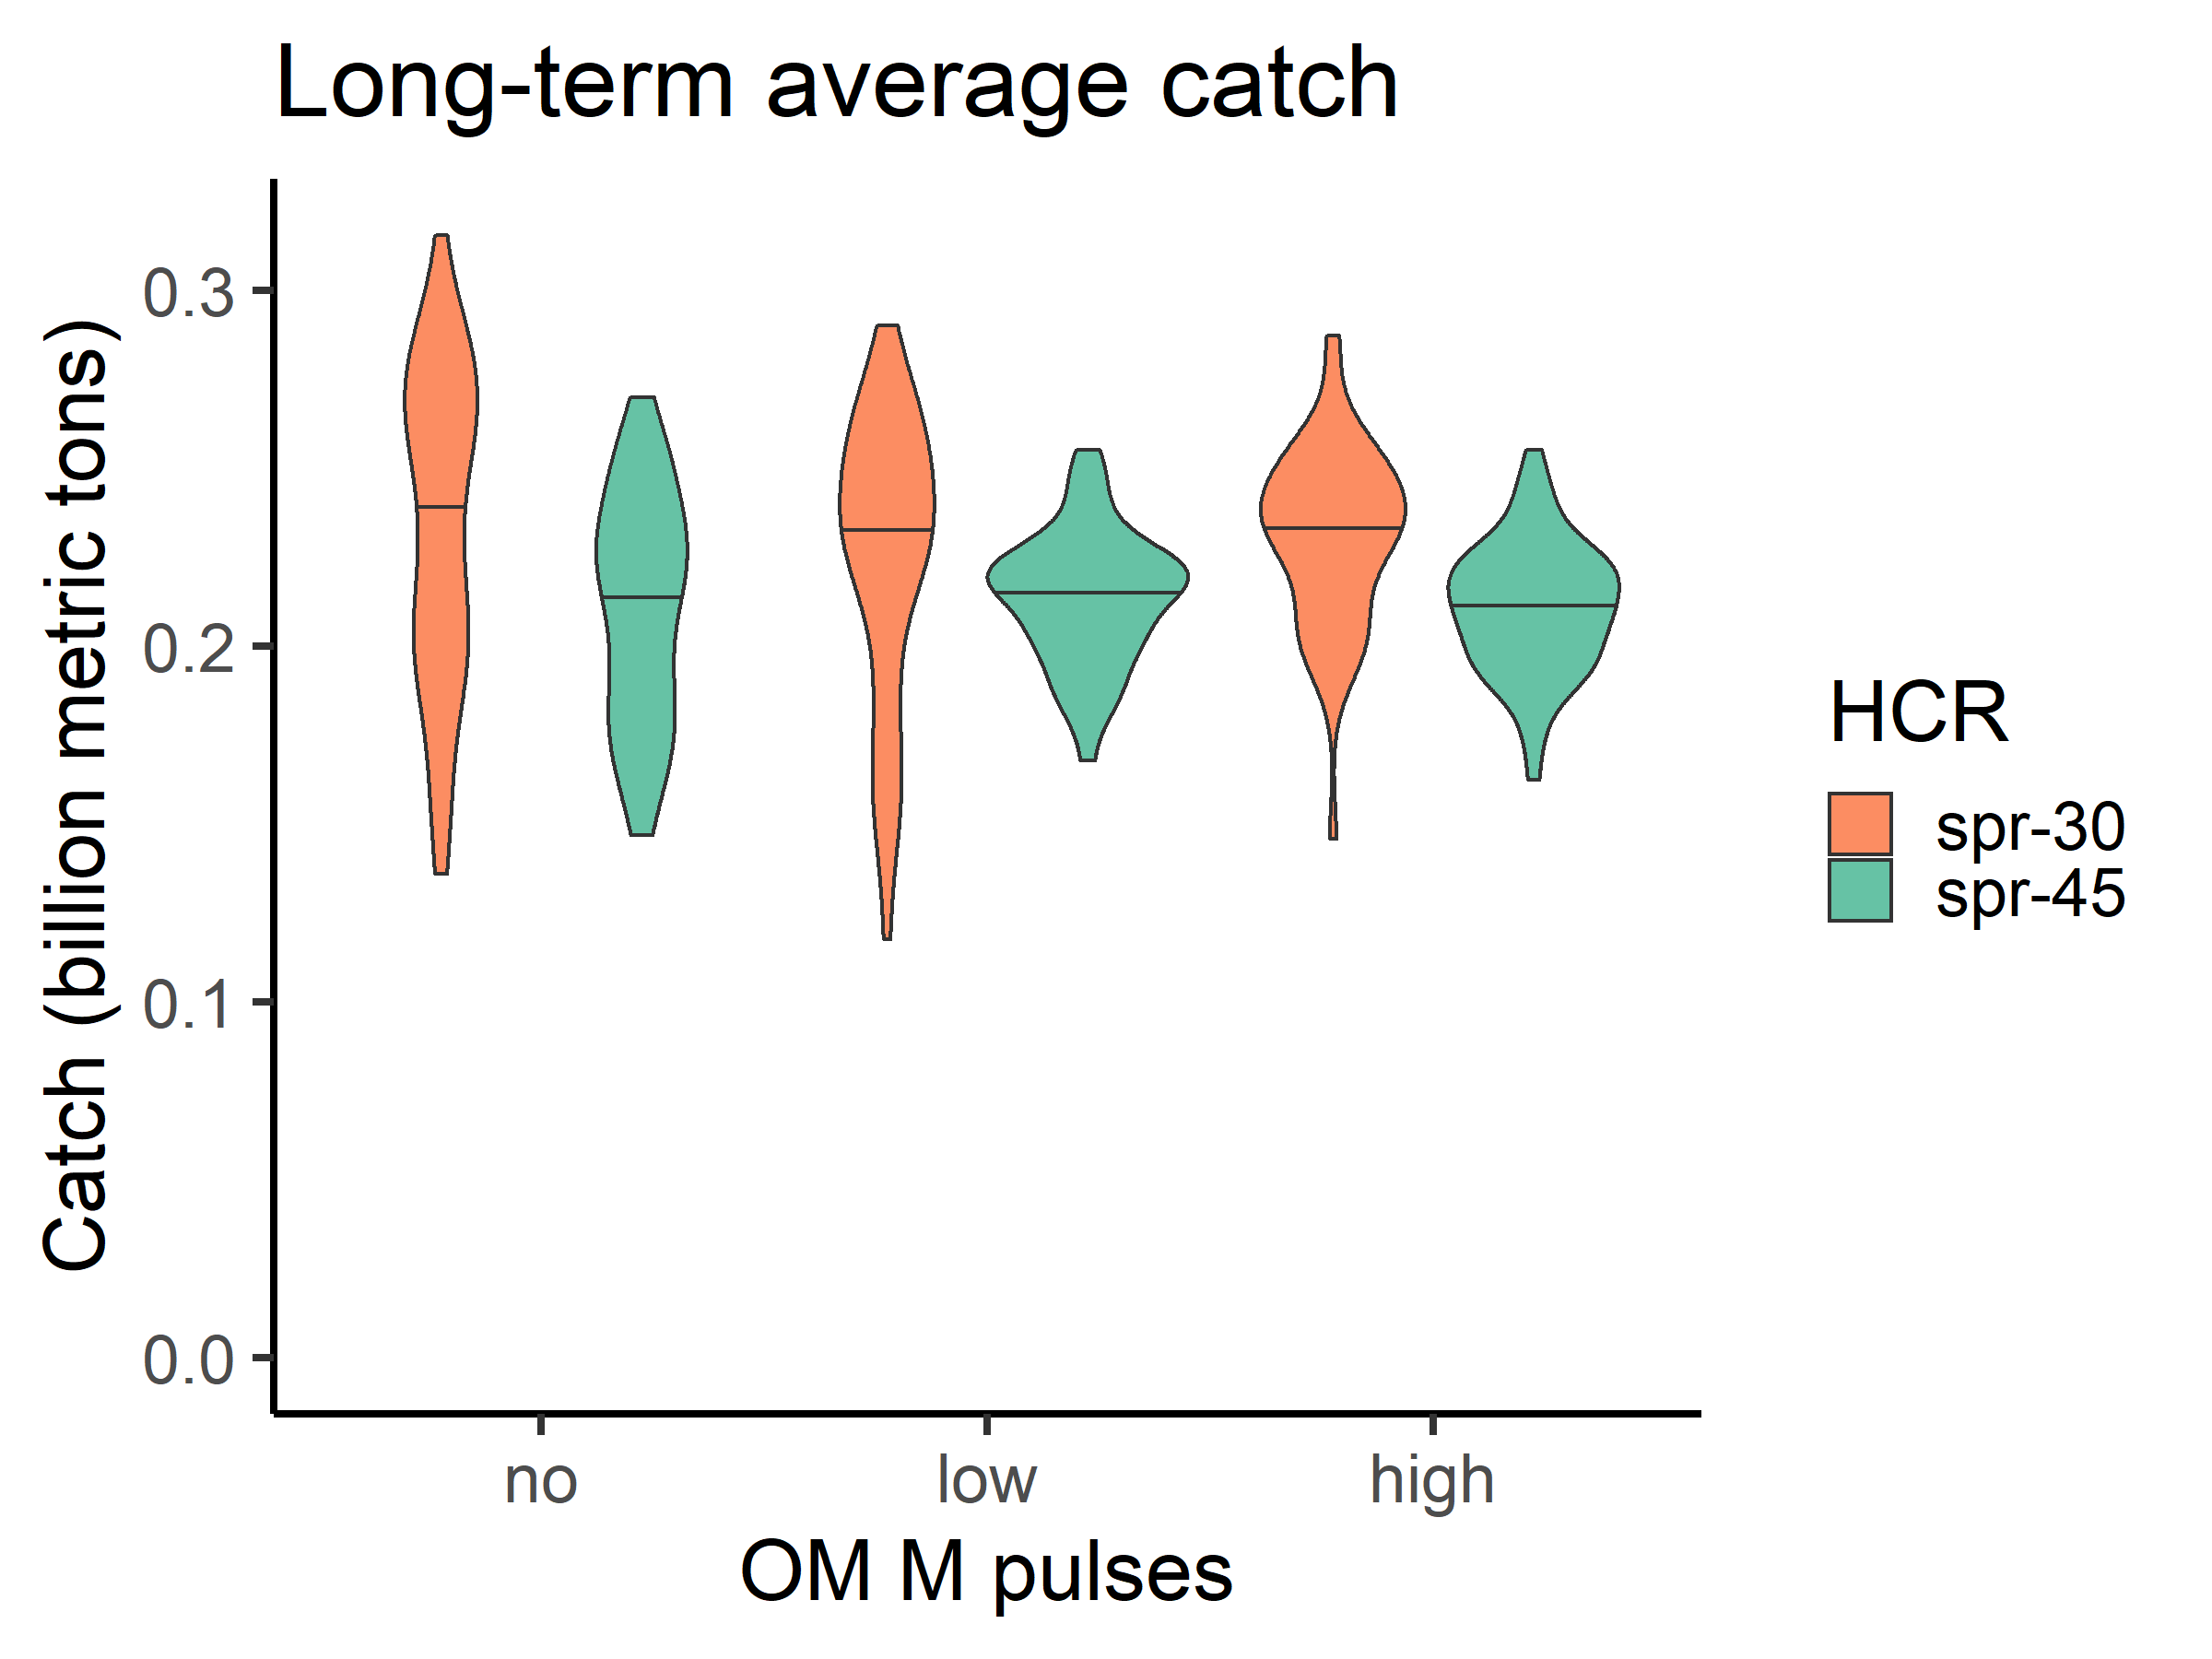 Long-term average catch
Catch (billion metric tons)
0.3
0.2
0.1
0.0
no
low
high
OM M pulses
HCR
spr-30
spr-45